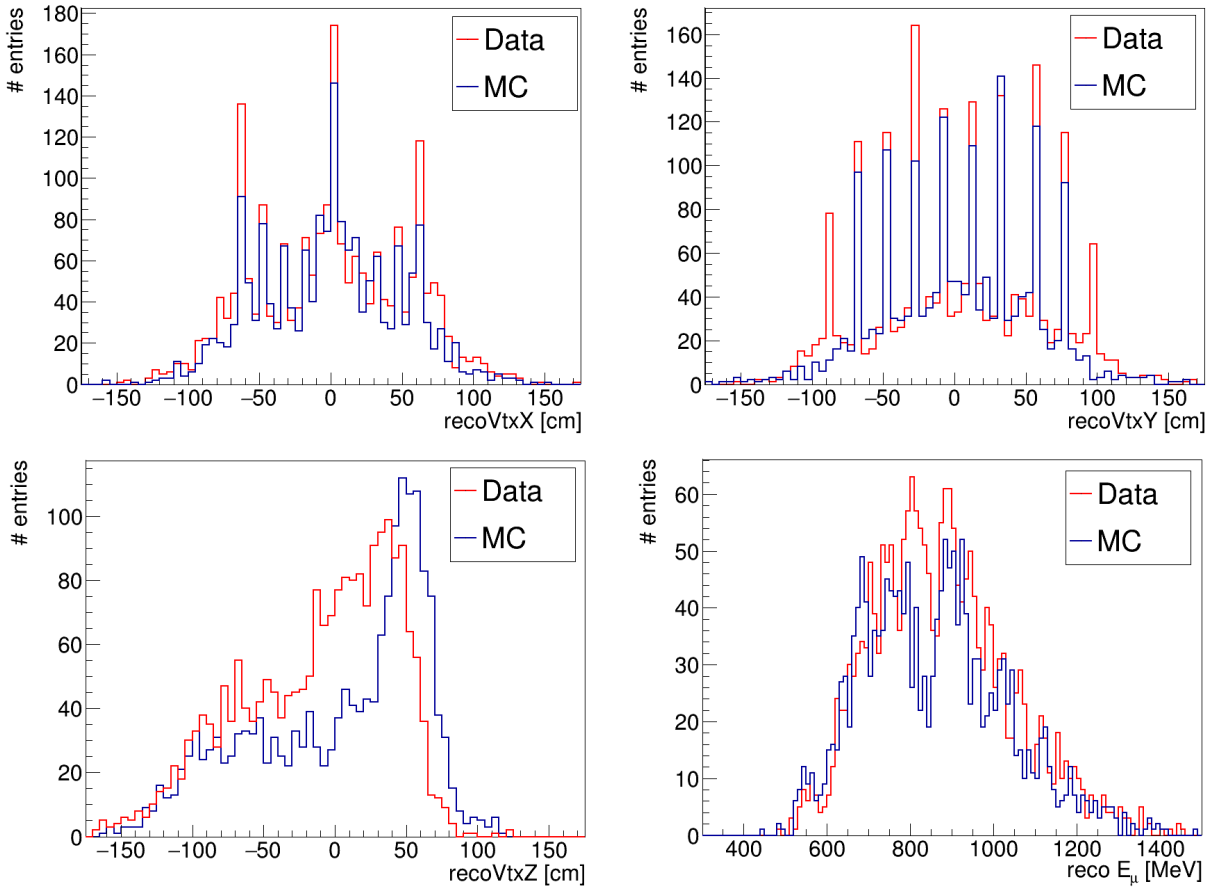 # entries
180
160
140
120
100
80
60
40
20
0
Data
MC
−150 −100 −50 0 50 100 150
recoVtxX [cm]
# entries
160
140
120
100
80
60
40
20
0
Data
MC
−150 −100 −50 0 50 100 150
recoVtxY [cm]
# entries
100
80
60
40
20
0
Data
MC
−150 −100 −50 0 50 100 150
recoVtxZ [cm]
# entries
60
50
40
30
20
10
0
Data
MC
400 600 800 1000 1200 1400
reco Eμ [MeV]